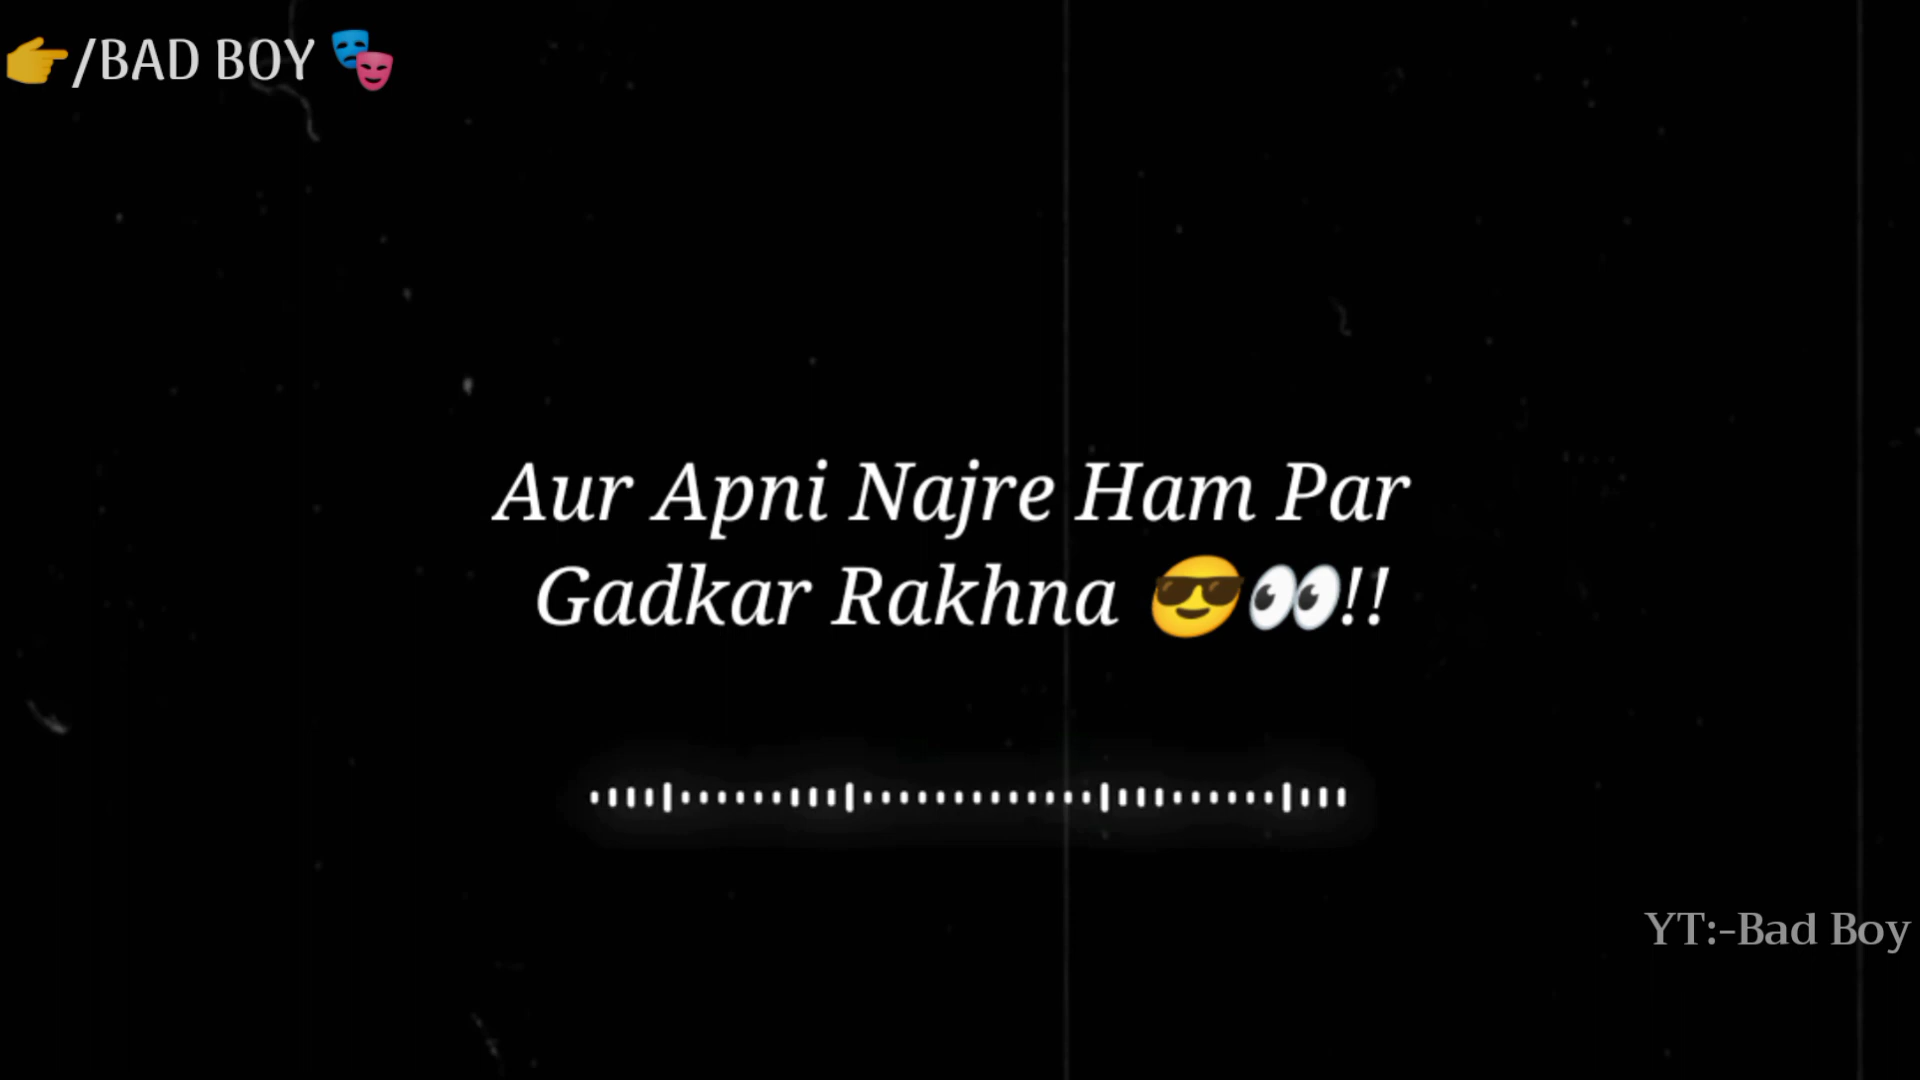 👉/BAD BOY 🎭
Aur Apni Najre Ham Par
Gadkar Rakhna 😎👀!!
YT:-Bad Boy